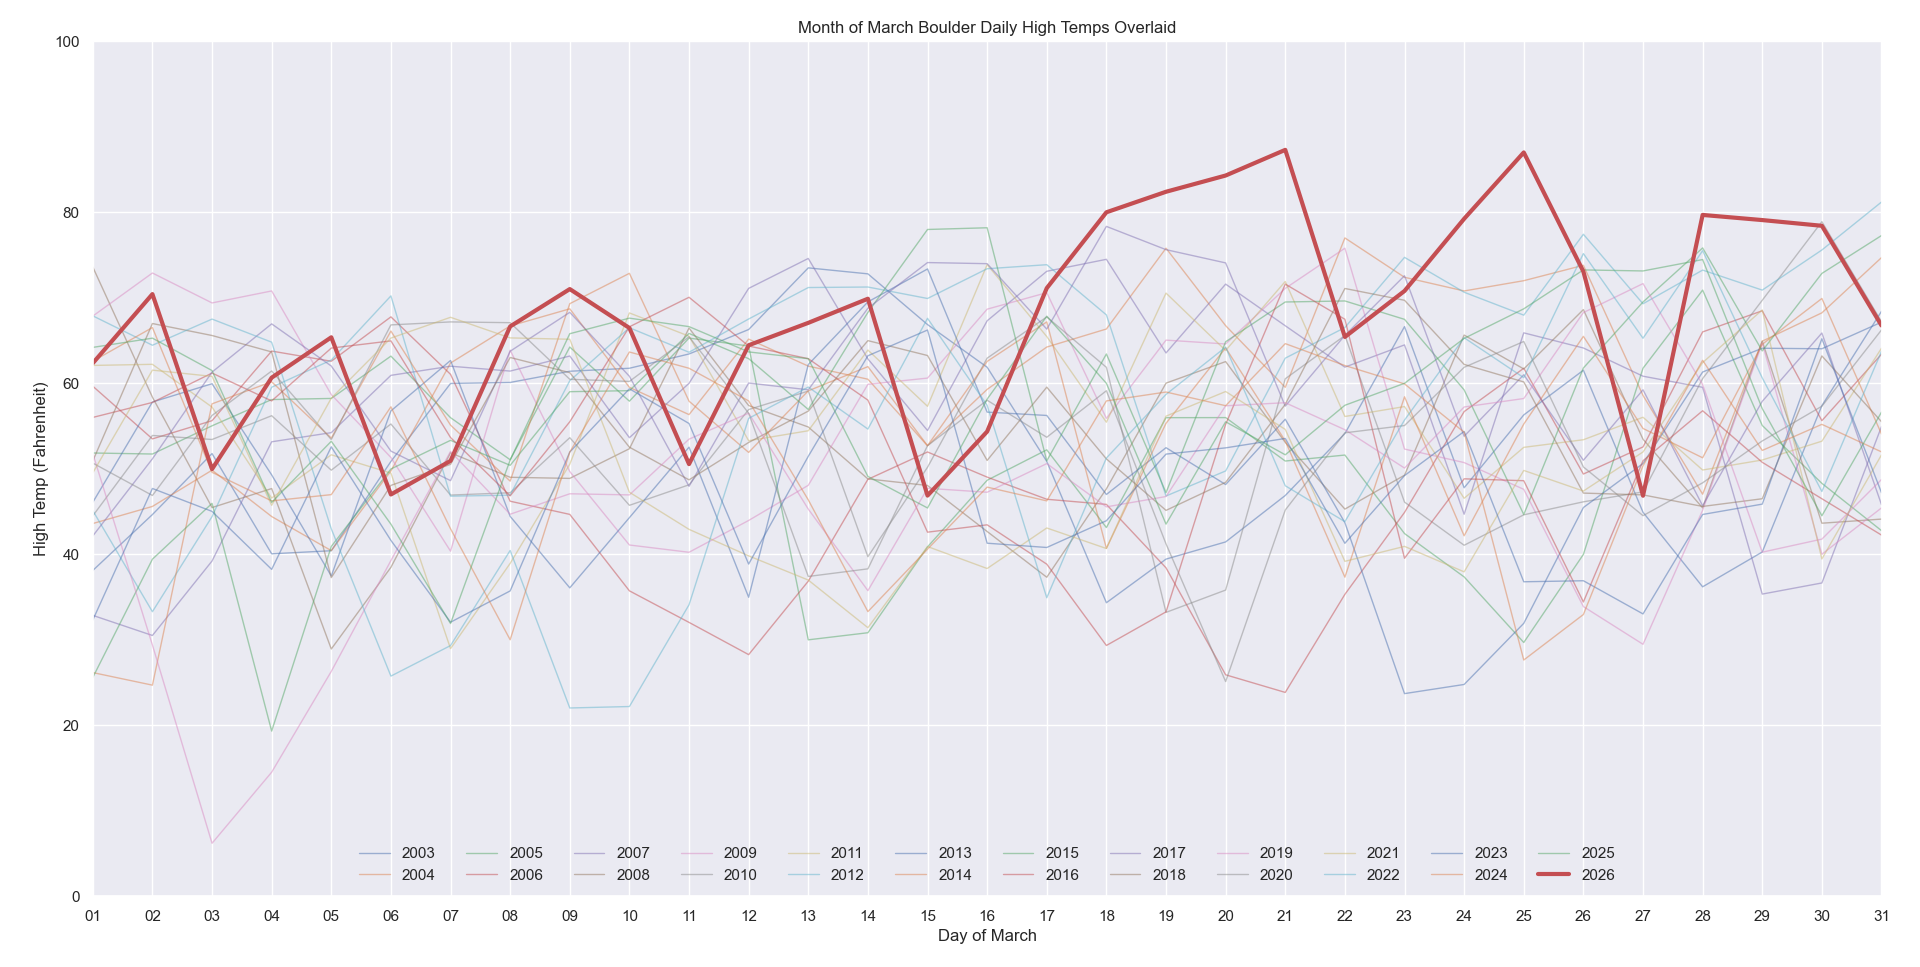 Month of March Boulder Daily High Temps Overlaid
High Temp (Fahrenheit)
100
80
60
40
20
0
2003 2005 2007 2009 2011 2013 2015 2017 2019 2021 2023 2025
2004 2006 2008 2010 2012 2014 2016 2018 2020 2022 2024 2026
01 02 03 04 05 06 07 08 09 10 11 12 13 14 15 16 17 18 19 20 21 22 23 24 25 26 27 28 29 30 31
Day of March